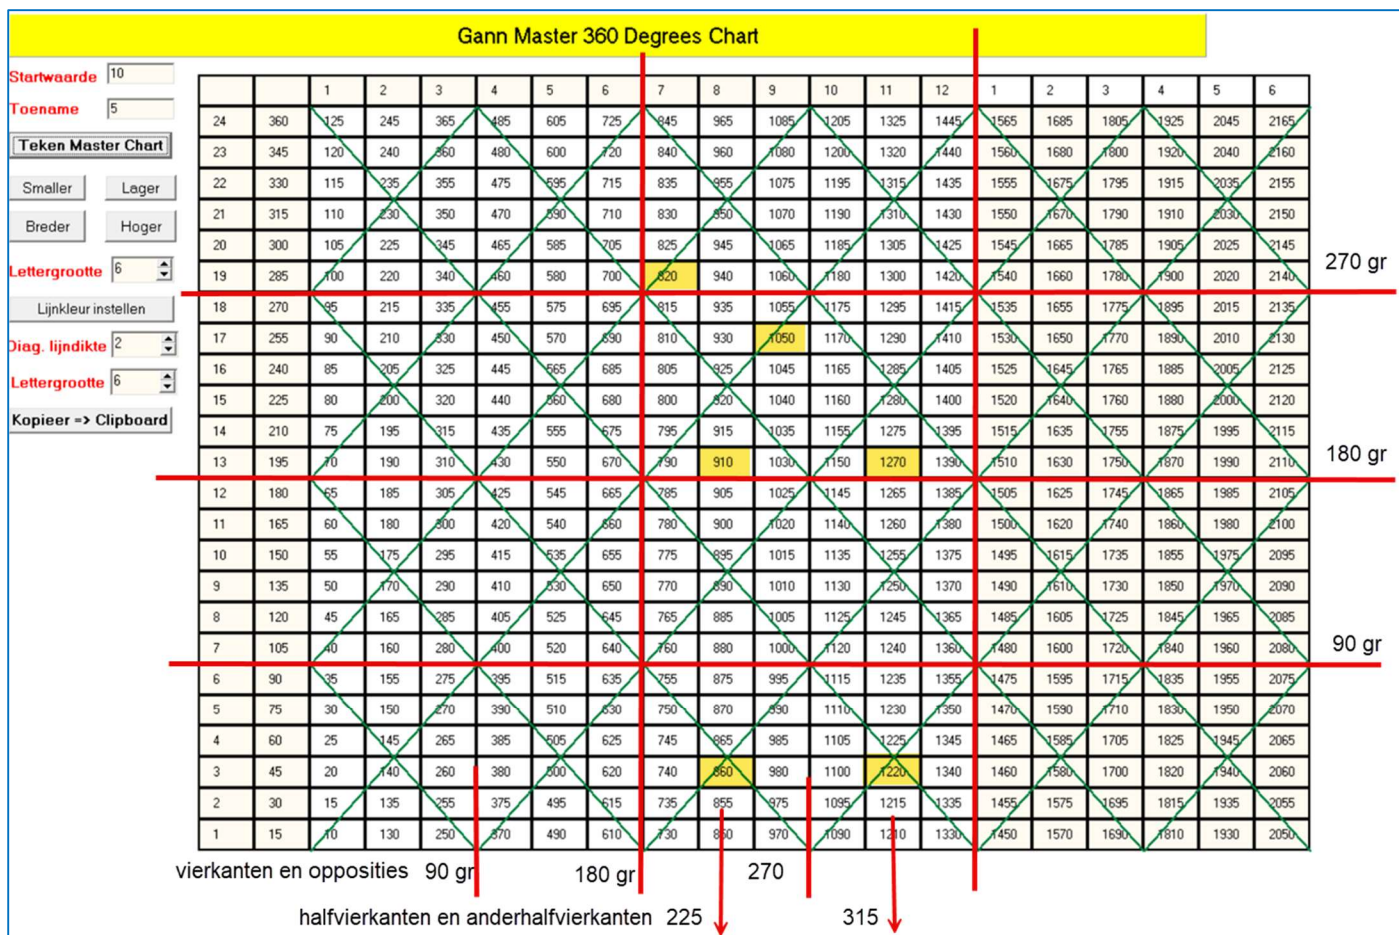 Gann Master 360 Degrees Chart
Startwaarde 10
Toename 5
Teken Master Chart
Smaller Lager
Breder Hoger
Lettergrootte 6
Lijnkleur instellen
Diag. lijndikte 2
Lettergrootte 6
Kopieer => Clipboard
1 2 3 4 5 6 7 8 9 10 11 12 1 2 3 4 5 6
24 360 125 245 365 485 605 725 845 965 1085 1205 1325 1445 1565 1685 1805 1925 2045 2165
23 345 120 240 360 480 600 720 840 960 1080 1200 1320 1440 1560 1680 1800 1920 2040 2160
22 330 115 235 355 475 595 715 835 955 1075 1195 1315 1435 1555 1675 1795 1915 2035 2155
21 315 110 230 350 470 590 710 830 950 1070 1190 1310 1430 1550 1670 1790 1910 2030 2150
20 300 105 225 345 465 585 705 825 945 1065 1185 1305 1425 1545 1665 1785 1905 2025 2145
19 285 100 220 340 460 580 700 820 940 1060 1180 1300 1420 1540 1660 1780 1900 2020 2140
270 gr
18 270 95 215 335 455 575 695 815 935 1055 1175 1295 1415 1535 1655 1775 1895 2015 2135
17 255 90 210 330 450 570 690 810 930 1050 1170 1290 1410 1530 1650 1770 1890 2010 2130
16 240 85 205 325 445 565 685 805 925 1045 1165 1285 1405 1525 1645 1765 1885 2005 2125
15 225 80 200 320 440 560 680 800 920 1040 1160 1280 1400 1520 1640 1760 1880 2000 2120
14 210 75 195 315 435 555 675 795 915 1035 1155 1275 1395 1515 1635 1755 1875 1995 2115
13 195 70 190 310 430 550 670 790 910 1030 1150 1270 1390 1510 1630 1750 1870 1990 2110
180 gr
12 180 65 185 305 425 545 665 785 905 1025 1145 1265 1385 1505 1625 1745 1865 1985 2105
11 165 60 180 300 420 540 660 780 900 1020 1140 1260 1380 1500 1620 1740 1860 1980 2100
10 150 55 175 295 415 535 655 775 895 1015 1135 1255 1375 1495 1615 1735 1855 1975 2095
9 135 50 170 290 410 530 650 770 890 1010 1130 1250 1370 1490 1610 1730 1850 1970 2090
8 120 45 165 285 405 525 645 765 885 1005 1125 1245 1365 1485 1605 1725 1845 1965 2085
7 105 40 160 280 400 520 640 760 880 1000 1120 1240 1360 1480 1600 1720 1840 1960 2080
90 gr
6 90 35 155 275 395 515 635 755 875 995 1115 1235 1355 1475 1595 1715 1835 1955 2075
5 75 30 150 270 390 510 630 750 870 990 1110 1230 1350 1470 1590 1710 1830 1950 2070
4 60 25 145 265 385 505 625 745 865 985 1105 1225 1345 1465 1585 1705 1825 1945 2065
3 45 20 140 260 380 500 620 740 860 980 1100 1220 1340 1460 1580 1700 1820 1940 2060
2 30 15 135 255 375 495 615 735 855 975 1095 1215 1335 1455 1575 1695 1815 1935 2055
1 15 10 130 250 370 490 610 730 850 970 1090 1210 1330 1450 1570 1690 1810 1930 2050
vierkanten en opposities 90 gr 180 gr 270
halfvierkanten en anderhalfvierkanten 225 315